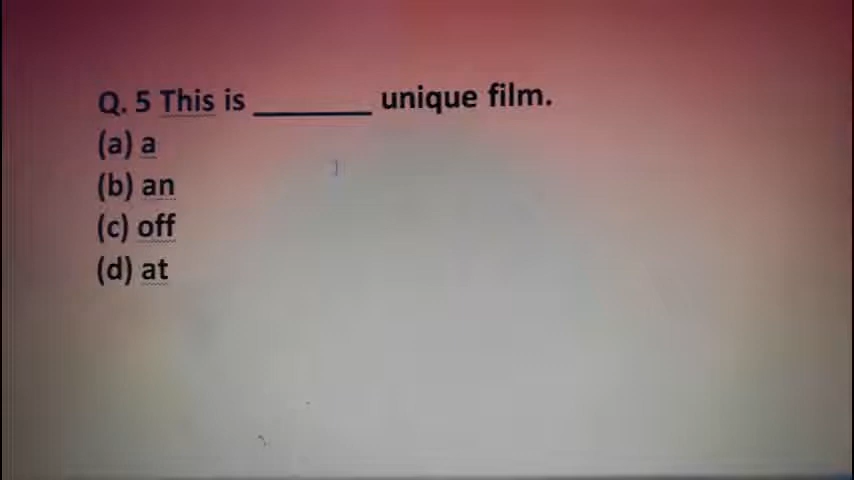 Q. 5 This is ________ unique film.
(a) a
(b) an
(c) off
(d) at